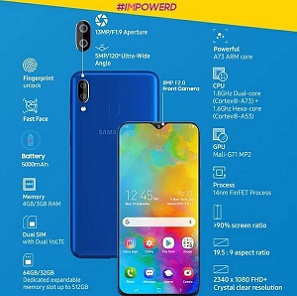 #IMPOWERD
13MP/F1.9 Aperture
5MP/120°Ultra-Wide
Angle
8MP F2.0
front Camera
Fingerprint
unlock
Fast Face
Battery
5000mAh
Memory
4GB/3GB RAM
Dual SIM
with Dual VoLTE
64GB/32GB
Dedicated expandable
memory slot up to 512GB
SAMSUNG
Powerful
A73 ARM core
CPU
1.8GHz Dual-core
(Cortex®-A73) +
1.6Ghz Hexa-core
(Cortex®-A53)
GPU
Mali-G71 MP2
Process
14nm FinFET Process
>90% screen ratio
19.5 : 9 aspect ratio
2340 x 1080 FHD+
Crystal clear resolution